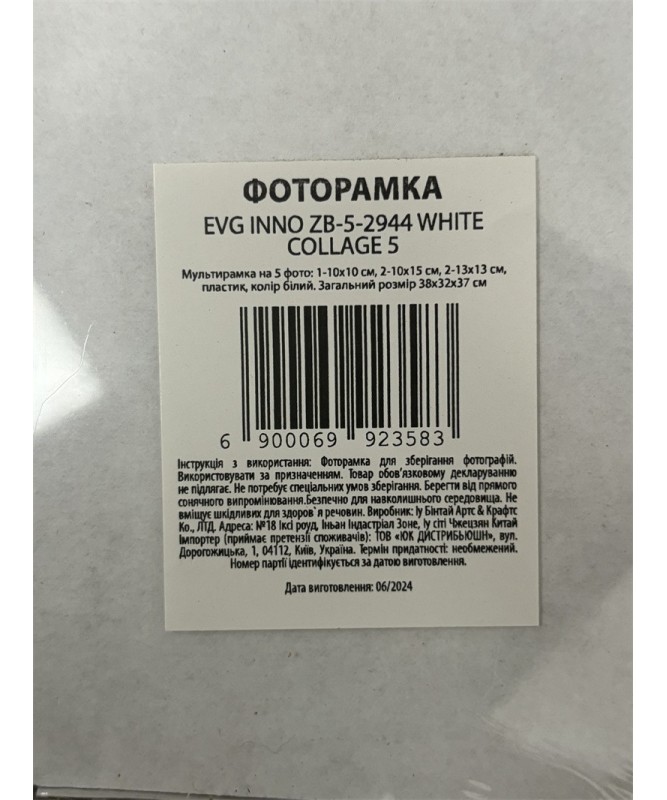 ФОТОРАМКА
EVG INNO ZB-5-2944 WHITE
COLLAGE 5
Мультирамка на 5 фото: 1-10х10 см, 2-10х15 см, 2-13х13 см,
пластик, колір білий. Загальний розмір 38х32х37 см
6 900069 923583
Інструкція з використання: Фоторамка для зберігання фотографій.
Використовувати за призначенням. Товар обов'язковому декларуванню
не підлягає. Не потребує спеціальних умов зберігання. Берегти від прямого
сонячного випромінювання.Безпечно для навколишнього середовища. Не
вміщує шкідливих для здоров`я речовин. Виробник: Іу Бінтай Артс & Крафтс
Ко., ЛТД. Адреса: №18 Іксі роуд, Іньан Індастріал Зоне, Іу сіті Чжецзян Китай
Імпортер (приймає претензії споживачів): ТОВ «ЮК ДИСТРИБЬЮШН», вул.
Дорогожицька, 1, 04112, Київ, Україна. Термін придатності: необмежений.
Номер партії ідентифікується за датою виготовлення.
Дата виготовлення: 06/2024